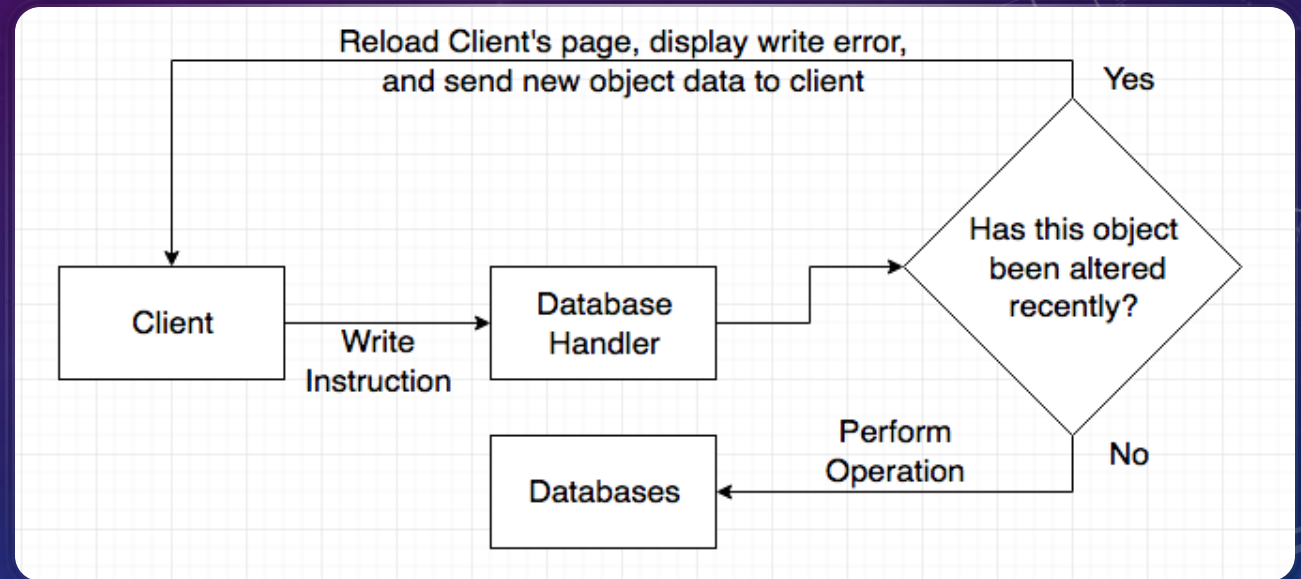 Reload Client's page, display write error,
and send new object data to client
Yes
Has this object
been altered
recently?
Client
Write
Instruction
Database
Handler
Perform
Operation
No
Databases